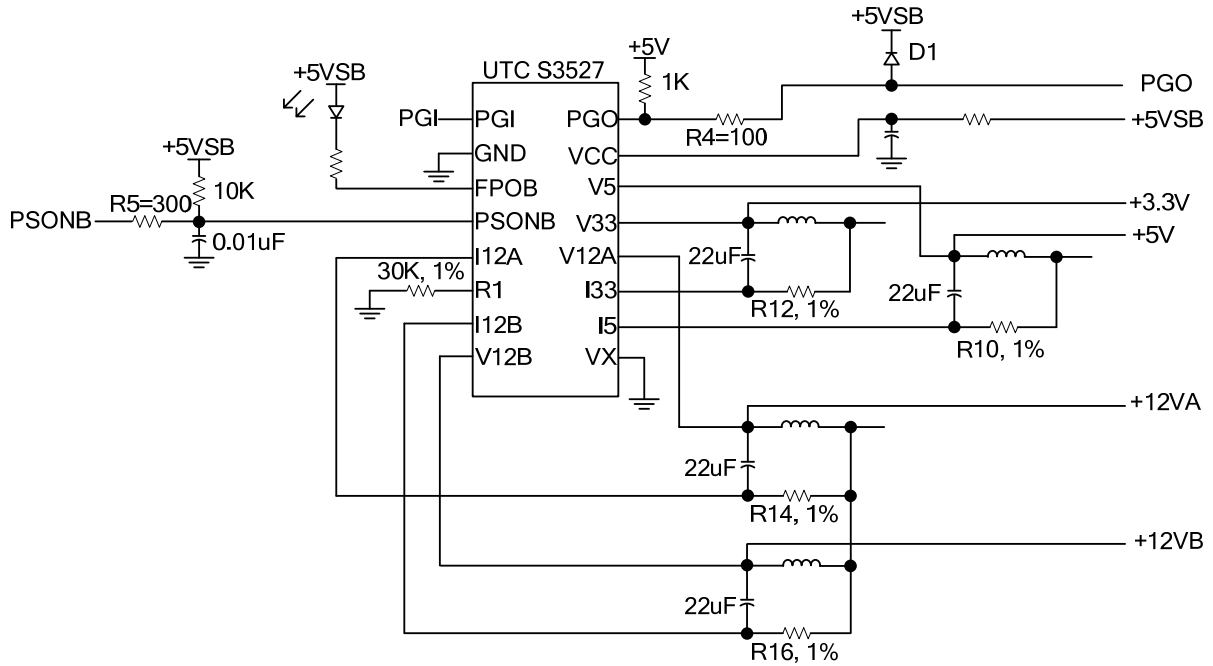 +5VSB
D1
PGO
+5V
1K
UTC S3527
+5VSB
PGI
PGI
PGO
R4=100
+5VSB
GND
VCC
+5VSB
10K
FPOB
V5
R5=300
PSONB
PSONB
V33
+3.3V
0.01uF
+5V
I12A
V12A
22uF
30K, 1%
R1
I33
22uF
R12, 1%
I12B
I5
R10, 1%
V12B
VX
+12VA
22uF
R14, 1%
+12VB
22uF
R16, 1%